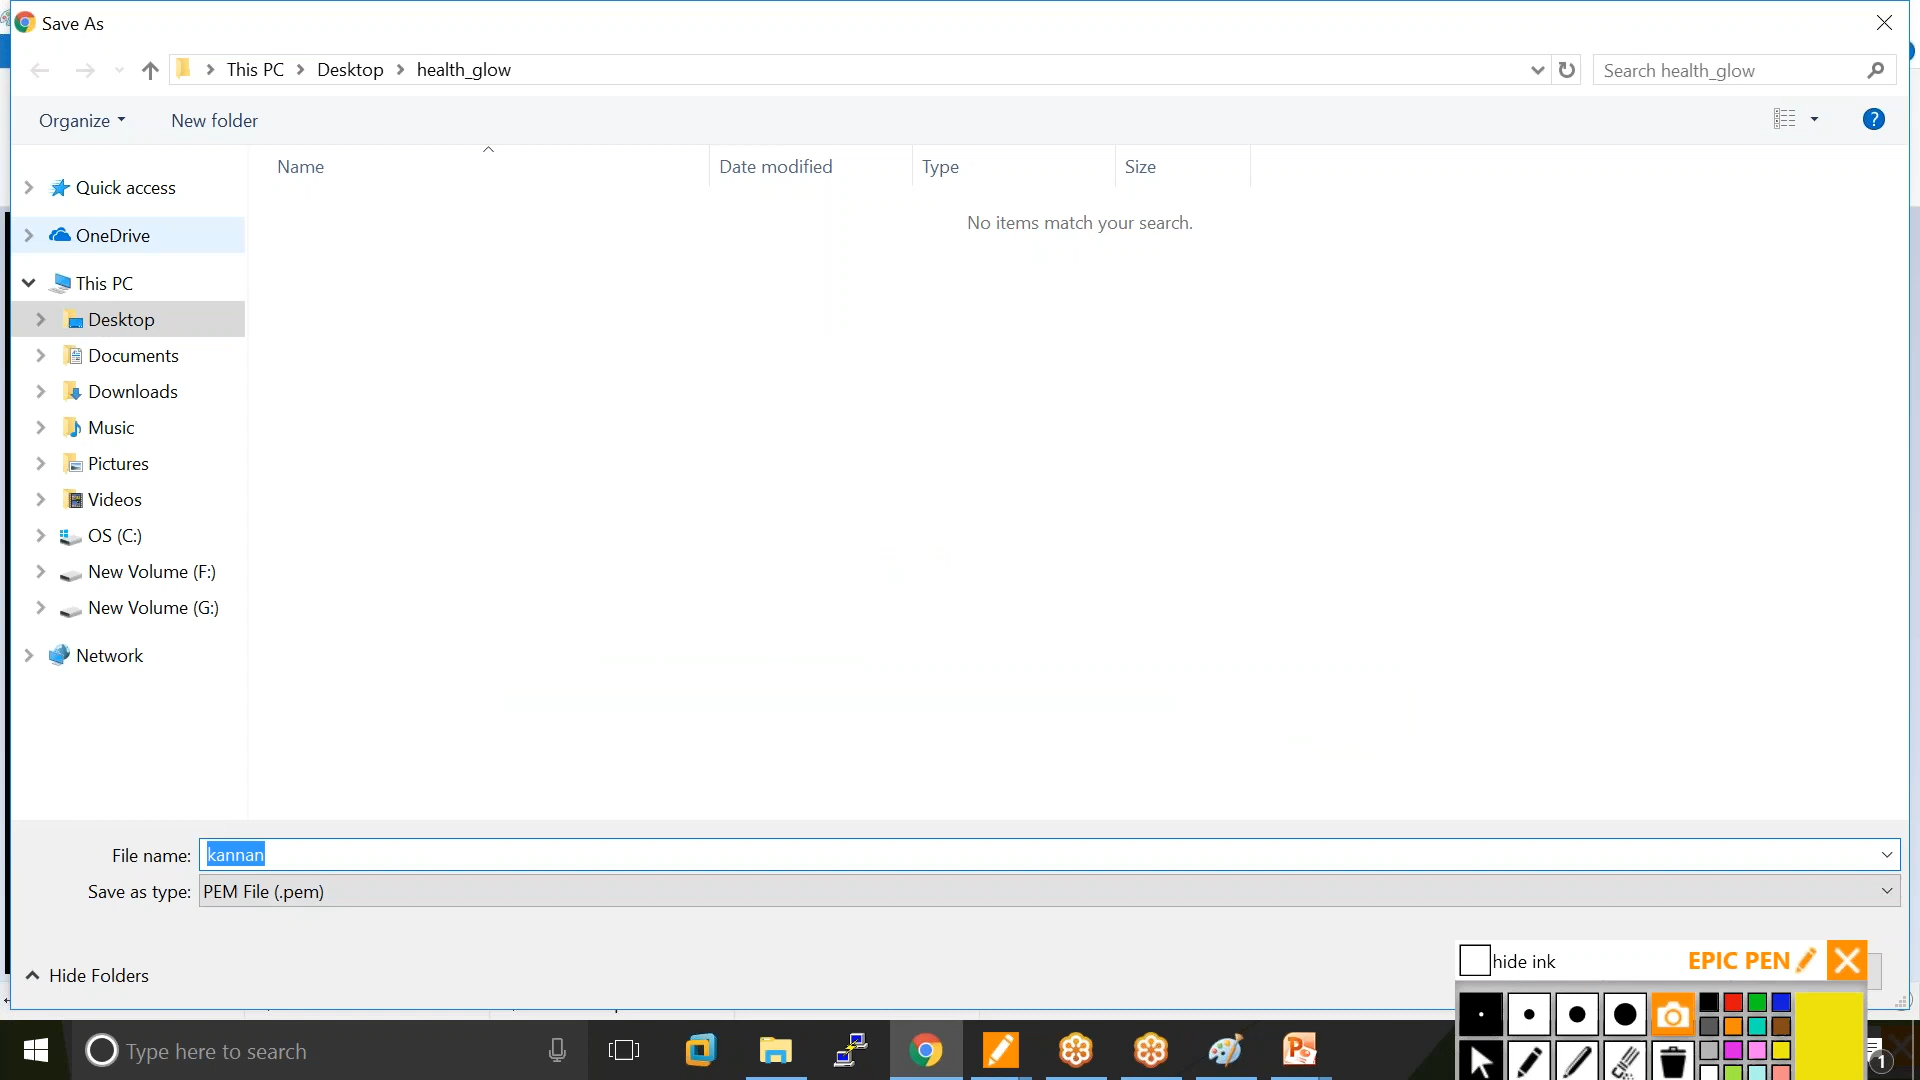 Save As
This PC > Desktop > health_glow
Search health_glow
Organize
New folder
?
Name
Date modified
Type
Size
No items match your search.
Quick access
OneDrive
This PC
Desktop
Documents
Downloads
Music
Pictures
Videos
OS (C:)
New Volume (F:)
New Volume (G:)
Network
File name: kannan
Save as type: PEM File (.pem)
Hide Folders
hide ink
EPIC PEN
Type here to search
1